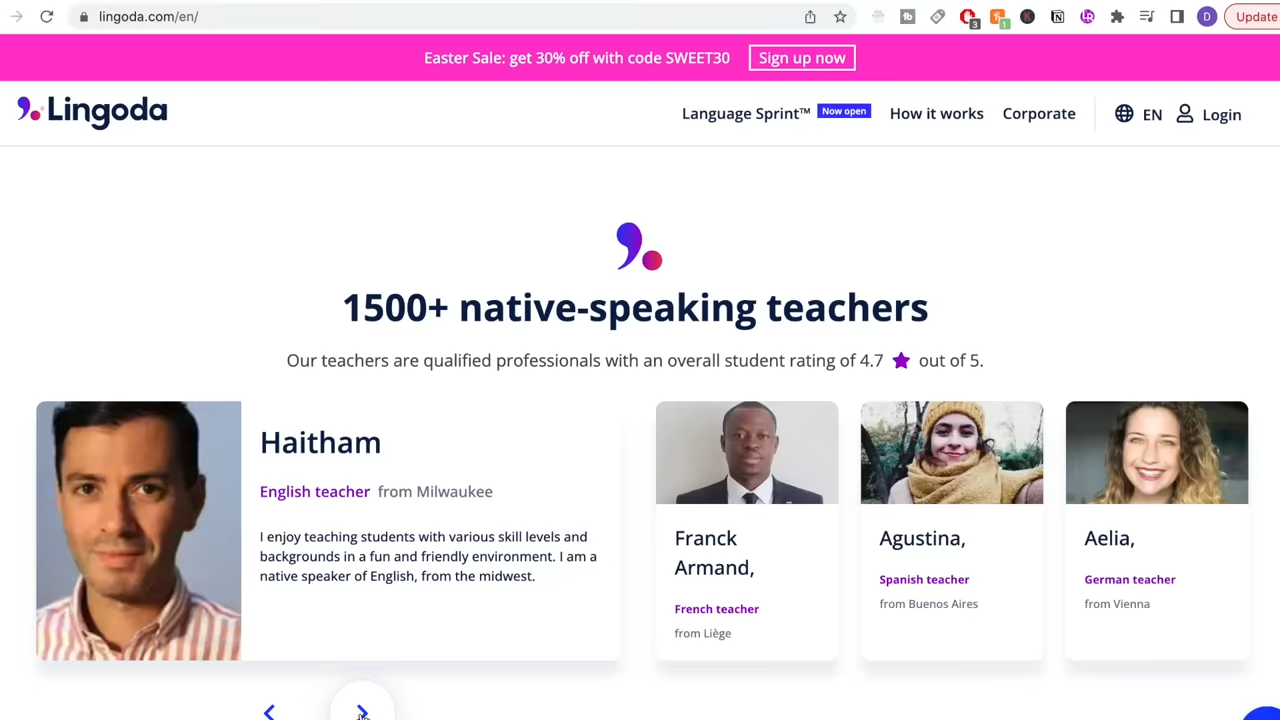 lingoda.com/en/
3
1
D
Update
Easter Sale: get 30% off with code SWEET30
Sign up now
Lingoda
Language Sprint™
Now open
How it works
Corporate
EN
Login
1500+ native-speaking teachers
Our teachers are qualified professionals with an overall student rating of 4.7 out of 5.
Haitham
English teacher from Milwaukee
I enjoy teaching students with various skill levels and
backgrounds in a fun and friendly environment. I am a
native speaker of English, from the midwest.
Franck
Armand,
French teacher
from Liège
Agustina,
Spanish teacher
from Buenos Aires
Aelia,
German teacher
from Vienna